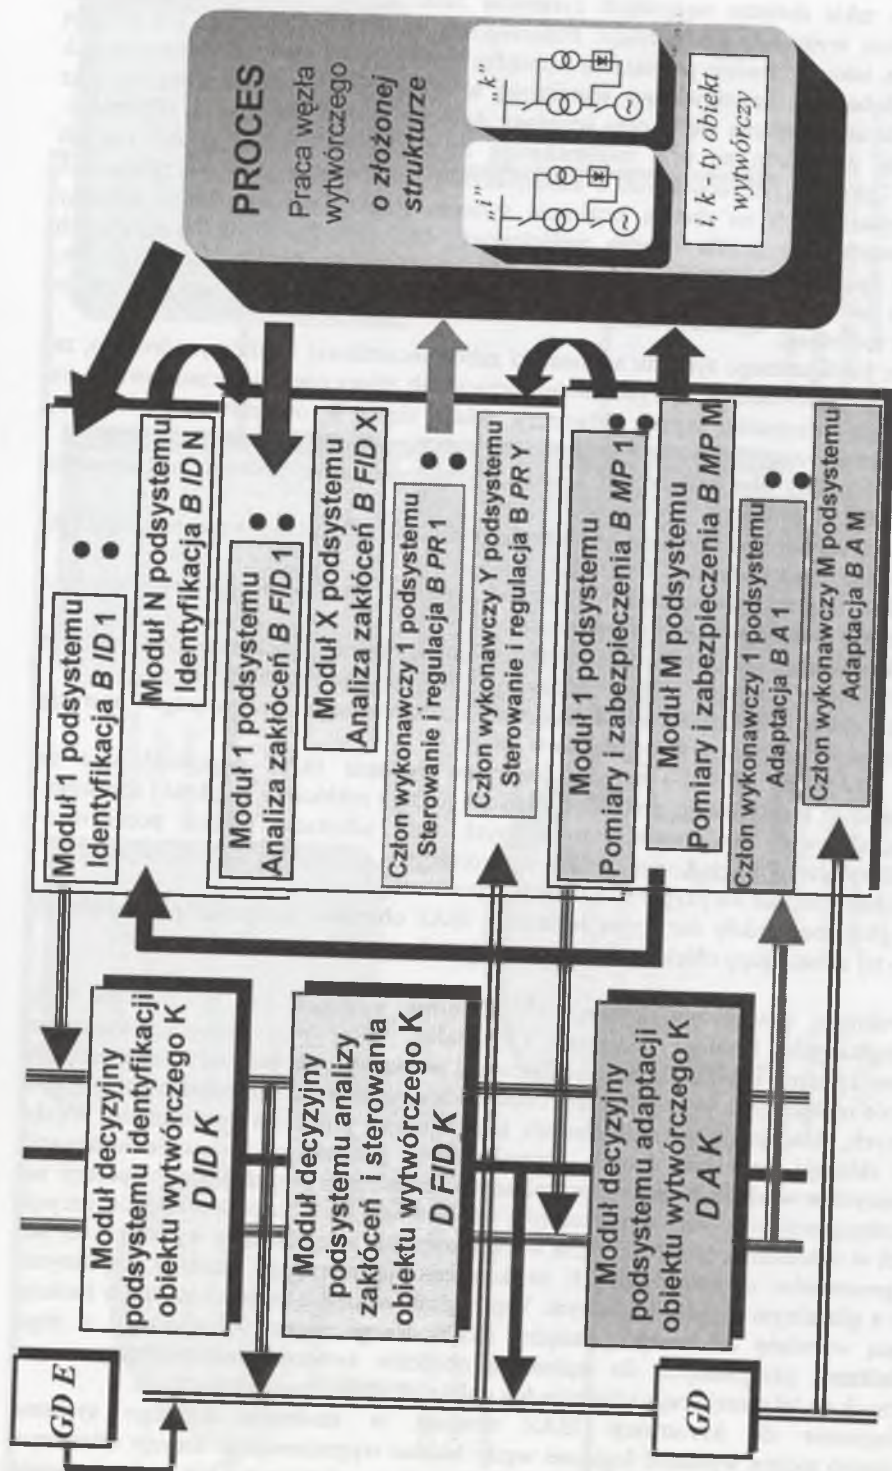 PROCES
Praca węzła
wytwórczego
o złożonej
strukturze
„k”
„i”
i, k - ty obiekt
wytwórczy
Moduł 1 podsystemu
Identyfikacja B ID 1
Moduł N podsystemu
Identyfikacja B ID N
Moduł 1 podsystemu
Analiza zakłóceń B FID 1
Moduł X podsystemu
Analiza zakłóceń B FID X
Człon wykonawczy 1 podsystemu
Sterowanie i regulacja B PR 1
Człon wykonawczy Y podsystemu
Sterowanie i regulacja B PR Y
Moduł 1 podsystemu
Pomiary i zabezpieczenia B MP 1
Moduł M podsystemu
Pomiary i zabezpieczenia B MP M
Człon wykonawczy 1 podsystemu
Adaptacja B A 1
Człon wykonawczy M podsystemu
Adaptacja B A M
Moduł decyzyjny
podsystemu identyfikacji
obiektu wytwórczego K
D ID K
Moduł decyzyjny
podsystemu analizy
zakłóceń i sterowania
obiektu wytwórczego K
D FID K
Moduł decyzyjny
podsystemu adaptacji
obiektu wytwórczego K
D A K
GD E
GD